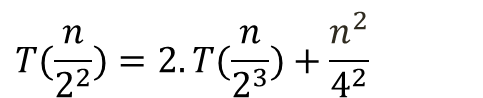 T(n/2²) = 2.T(n/2³) + n²/4²